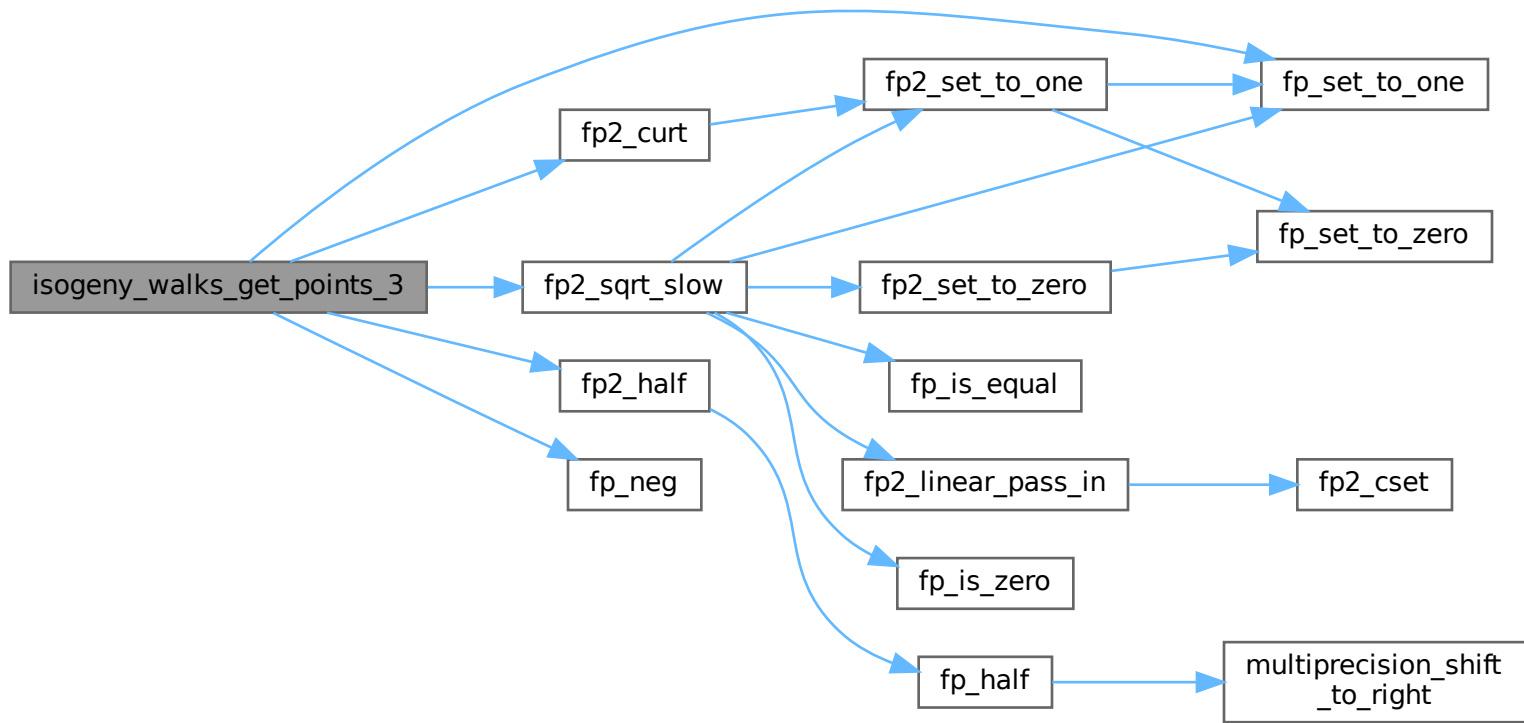 isogeny_walks_get_points_3
fp2_curt
fp2_sqrt_slow
fp2_half
fp_neg
fp2_set_to_one
fp2_set_to_zero
fp_is_equal
fp2_linear_pass_in
fp_is_zero
fp_half
fp_set_to_one
fp_set_to_zero
fp2_cset
multiprecision_shift
_to_right